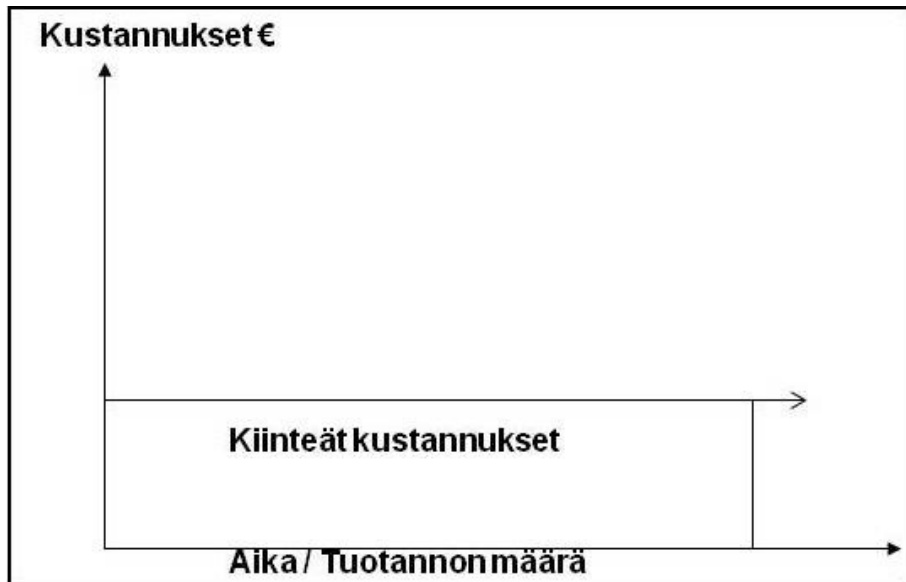 Kustannukset €
Kiinteät kustannukset
Aika / Tuotannon määrä